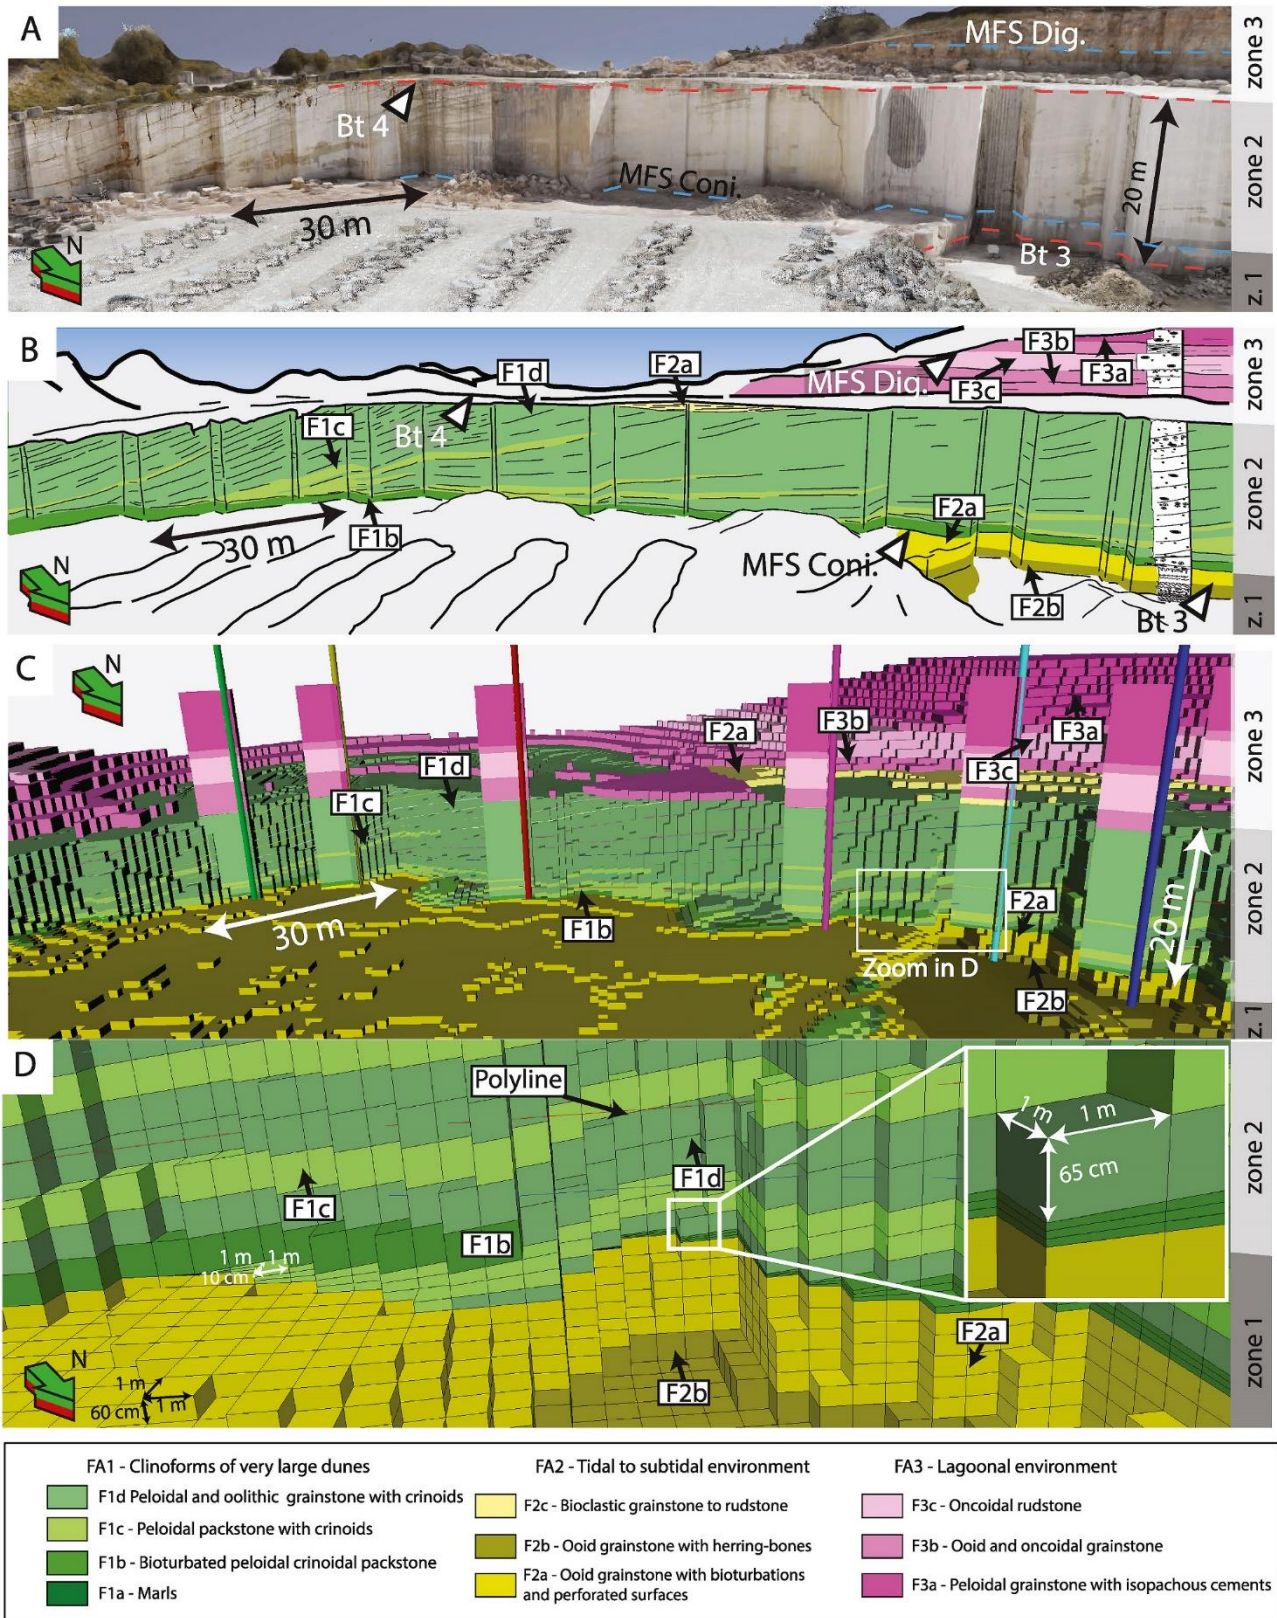 A
MFS Dig.
zone 3
Bt 4
zone 2
MFS Coni.
20 m
30 m
N
Bt 3
z. 1
B
F3b
zone 3
F1d
F2a
F3a
MFS Dig.
F3c
F1c
Bt 4
zone 2
F2a
F1b
30 m
MFS Coni.
N
F2b
Bt 3
z. 1
C
N
zone 3
F2a
F3b
F3a
F1d
F3c
F1c
zone 2
F2a
20 m
30 m
F1b
Zoom in D
F2b
z. 1
D
Polyline
1 m
1 m
zone 2
65 cm
F1d
F1c
F1b
1 m
1 m
10 cm
zone 1
F2a
N
1 m
F2b
60 cm
1 m
FA1 - Clinoforms of very large dunes
F1d Peloidal and oolithic grainstone with crinoids
F1c - Peloidal packstone with crinoids
F1b - Bioturbated peloidal crinoidal packstone
F1a - Marls
FA2 - Tidal to subtidal environment
F2c - Bioclastic grainstone to rudstone
F2b - Ooid grainstone with herring-bones
F2a - Ooid grainstone with bioturbations
and perforated surfaces
FA3 - Lagoonal environment
F3c - Oncoidal rudstone
F3b - Ooid and oncoidal grainstone
F3a - Peloidal grainstone with isopachous cements